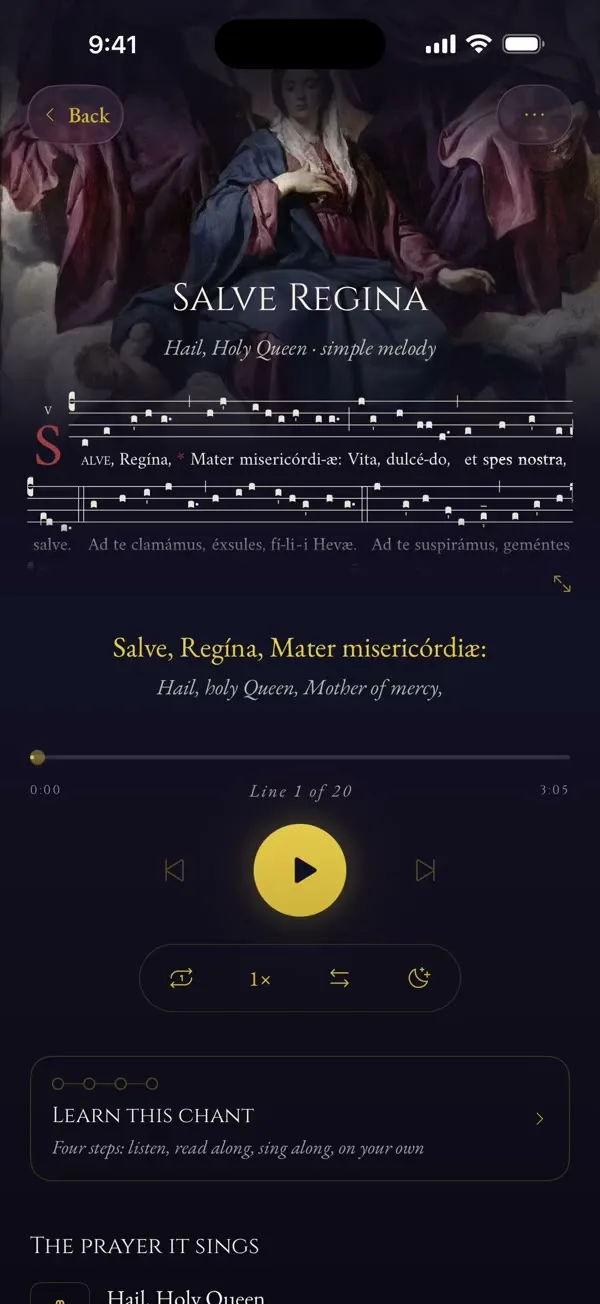 9:41
Back
Salve Regina
Hail, Holy Queen · simple melody
V
SALVE, Regína, * Mater misericórdi-æ: Vita, dulcé-do, et spes nostra,
salve. Ad te clamámus, éxsules, fí-li-i Hevæ. Ad te suspirámus, geméntes
Salve, Regína, Mater misericórdiæ:
Hail, holy Queen, Mother of mercy,
0:00 Line 1 of 20 3:05
1 1×
Learn this chant
Four steps: listen, read along, sing along, on your own
The prayer it sings
Hail, Holy Queen